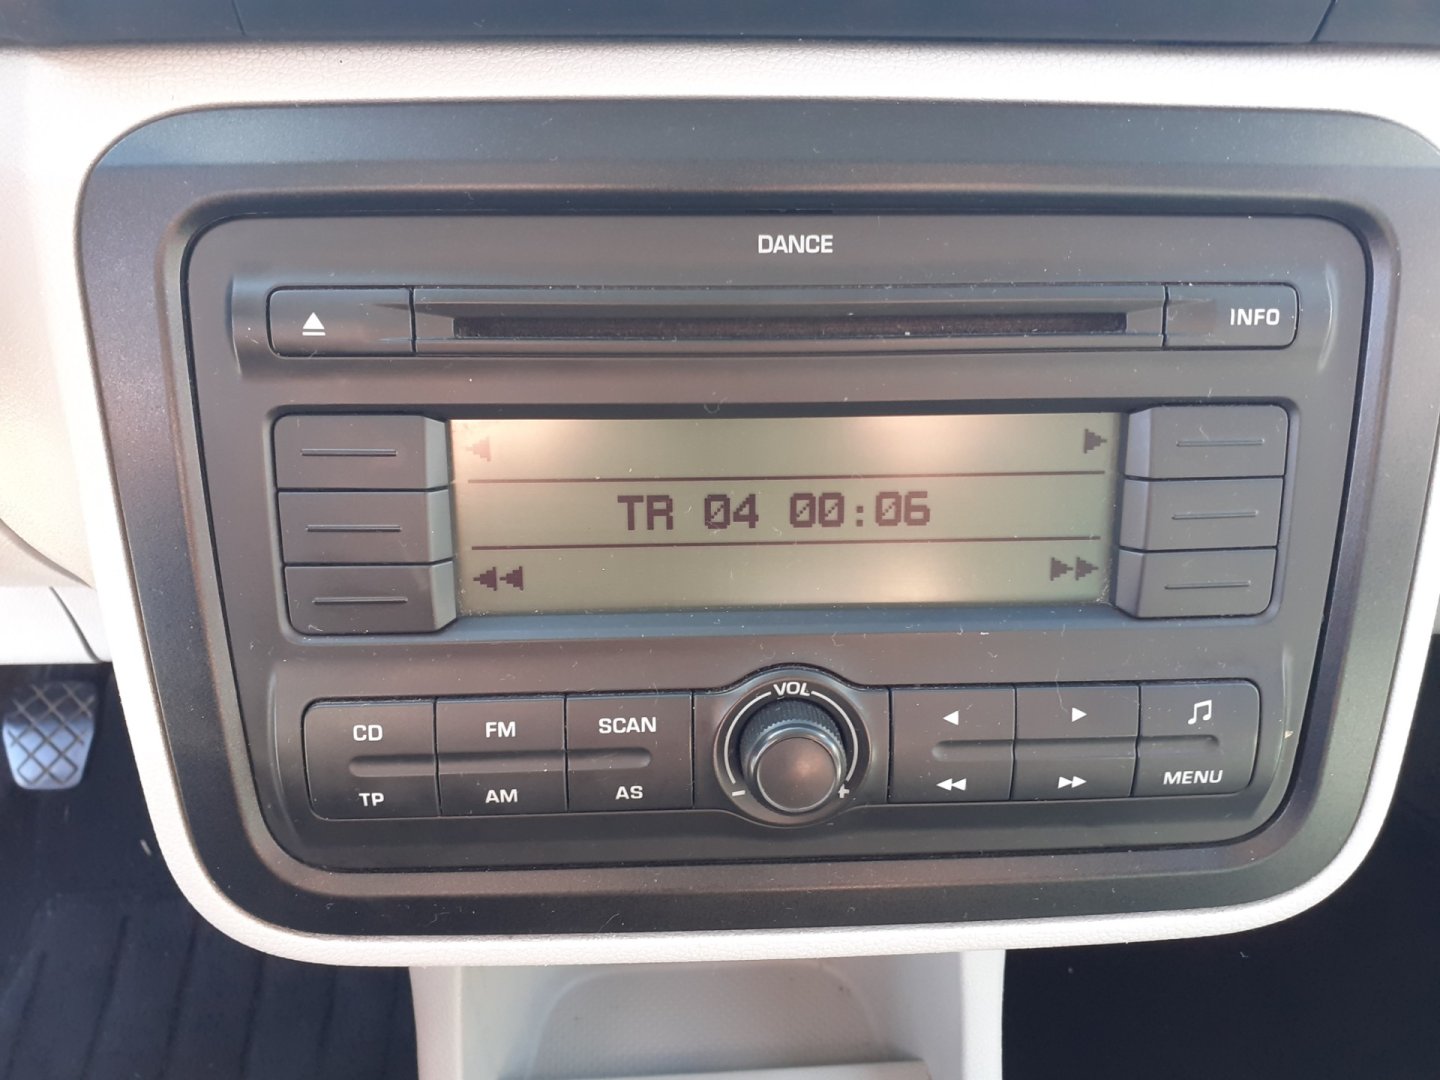 DANCE
INFO
TR 04 00:06
CD FM SCAN VOL
TP AM AS - + MENU